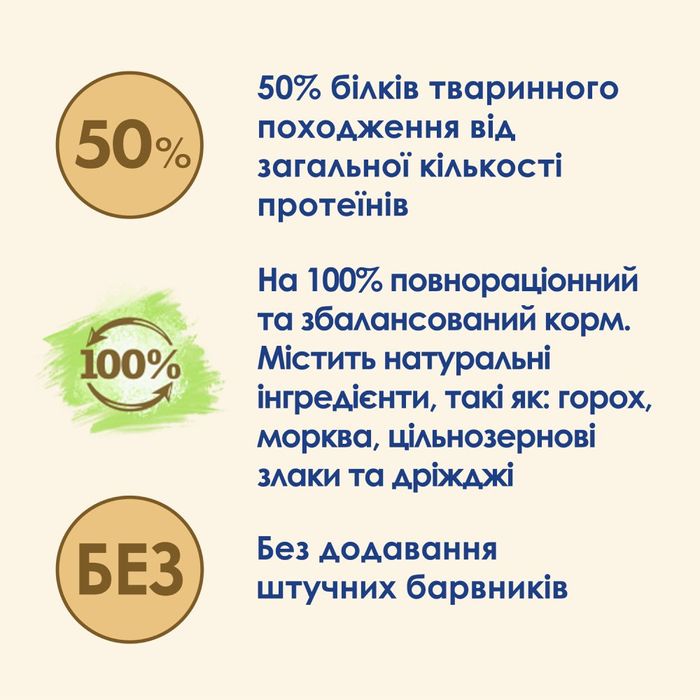 50%
50% білків тваринного
походження від
загальної кількості
протеїнів
100%
На 100% повнораціонний
та збалансований корм.
Містить натуральні
інгредієнти, такі як: горох,
морква, цільнозернові
злаки та дріжджі
БЕЗ
Без додавання
штучних барвників